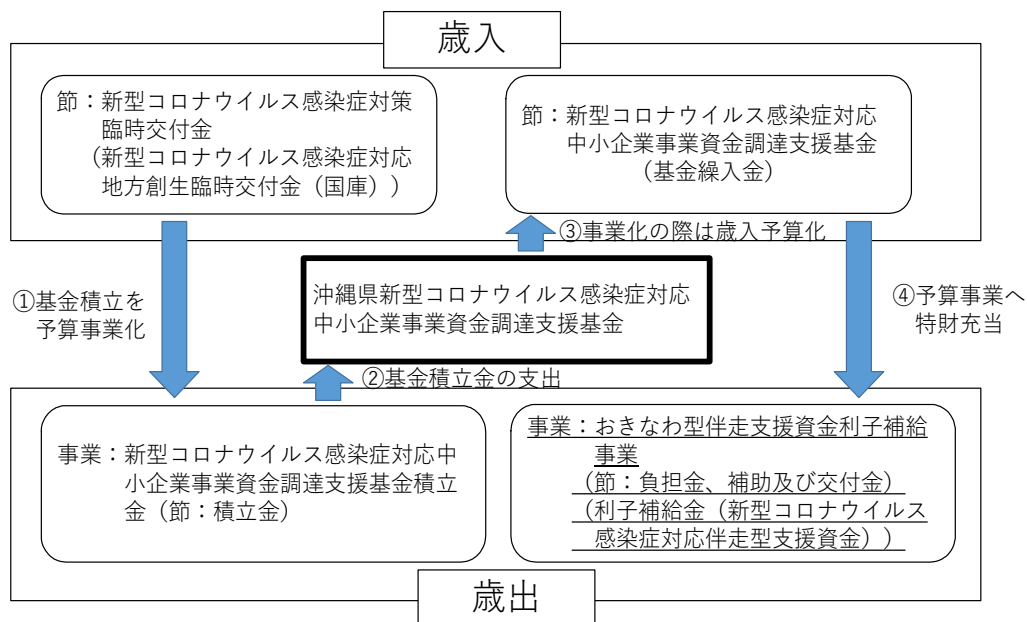 歳入
節：新型コロナウイルス感染症対策
臨時交付金
（新型コロナウイルス感染症対応
地方創生臨時交付金（国庫））
節：新型コロナウイルス感染症対応
中小企業事業資金調達支援基金
（基金繰入金）
③事業化の際は歳入予算化
①基金積立を
予算事業化
沖縄県新型コロナウイルス感染症対応
中小企業事業資金調達支援基金
④予算事業へ
特財充当
②基金積立金の支出
事業：新型コロナウイルス感染症対応中
小企業事業資金調達支援基金積立
金（節：積立金）
事業：おきなわ型伴走支援資金利子補給
事業
（節：負担金、補助及び交付金）
（利子補給金（新型コロナウイルス
感染症対応伴走型支援資金））
歳出